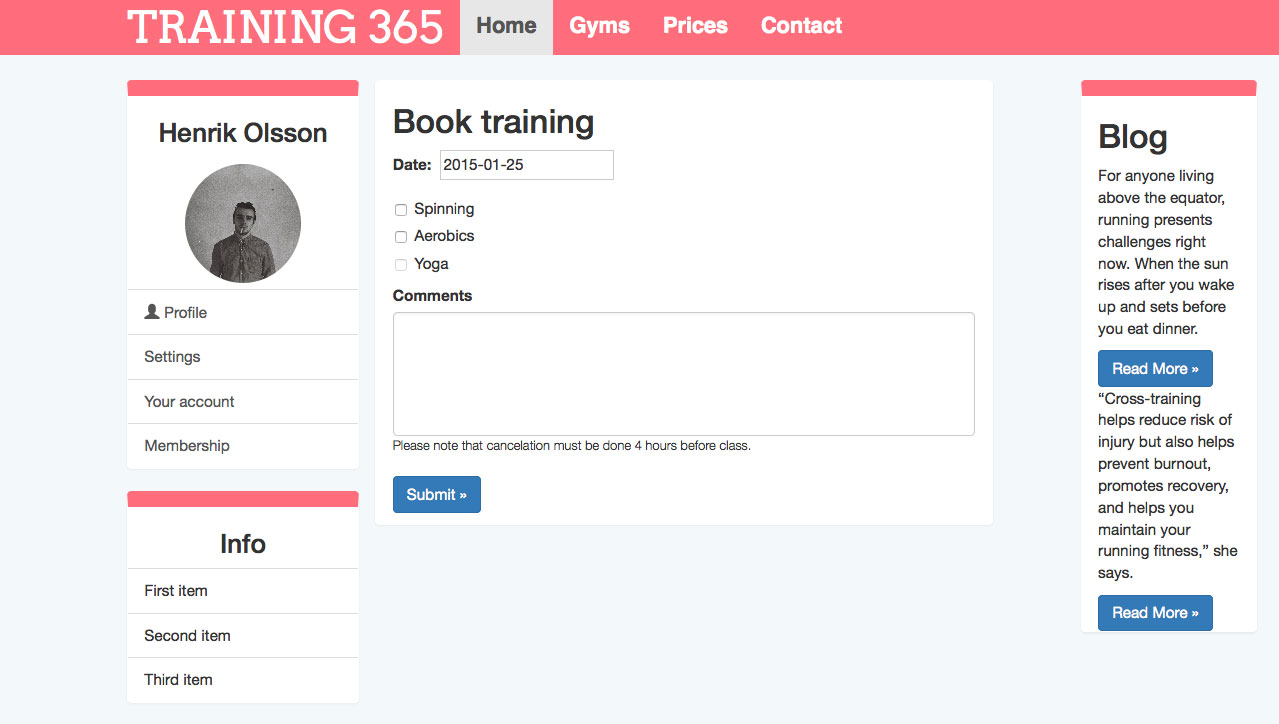 TRAINING 365
Home
Gyms
Prices
Contact
Henrik Olsson
Profile
Settings
Your account
Membership
Info
First item
Second item
Third item
Book training
Date: 2015-01-25
Spinning
Aerobics
Yoga
Comments
Please note that cancelation must be done 4 hours before class.
Submit »
Blog
For anyone living
above the equator,
running presents
challenges right
now. When the sun
rises after you wake
up and sets before
you eat dinner.
Read More »
“Cross-training
helps reduce risk of
injury but also helps
prevent burnout,
promotes recovery,
and helps you
maintain your
running fitness,” she
says.
Read More »